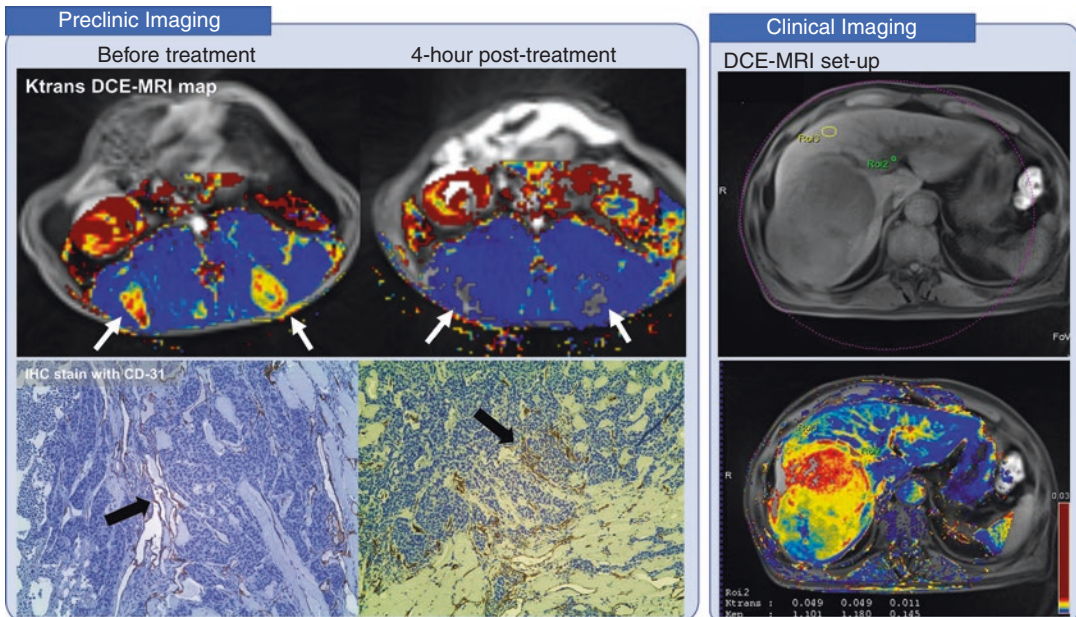 Preclinic Imaging
Before treatment
4-hour post-treatment
Ktrans DCE-MRI map
IHC stain with CD-31
Clinical Imaging
DCE-MRI set-up
Roi2
R
FoV
R
0.03
Roi2
Ktrans : 0.049 0.049 0.011
Kep : 1.101 1.180 0.145